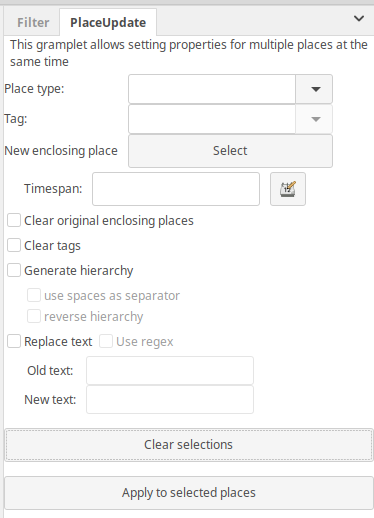 Filter PlaceUpdate
This gramplet allows setting properties for multiple places at the
same time
Place type:
Tag:
New enclosing place Select
Timespan:
Clear original enclosing places
Clear tags
Generate hierarchy
use spaces as separator
reverse hierarchy
Replace text Use regex
Old text:
New text:
Clear selections
Apply to selected places